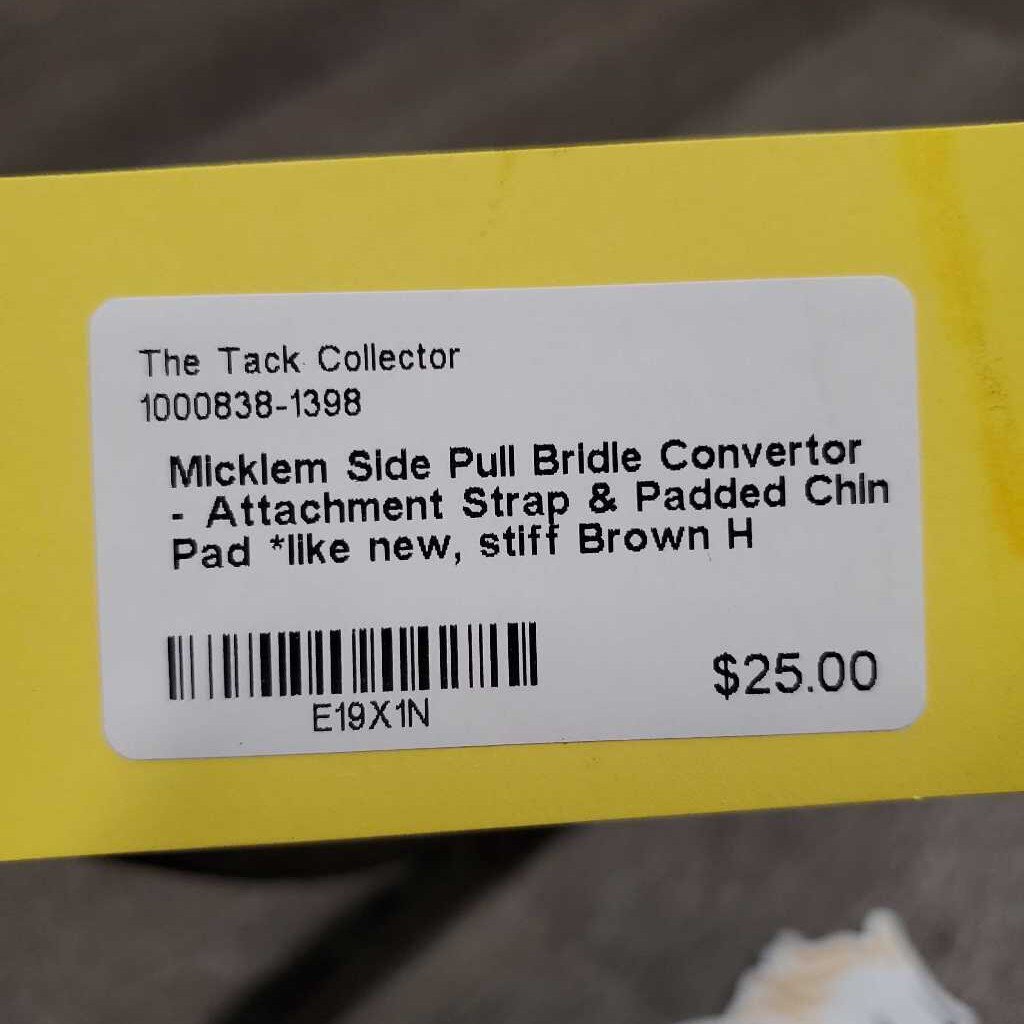 The Tack Collector
1000838-1398
Micklem Side Pull Bridle Convertor
- Attachment Strap & Padded Chin
Pad *like new, stiff Brown H
E19X1N
$25.00